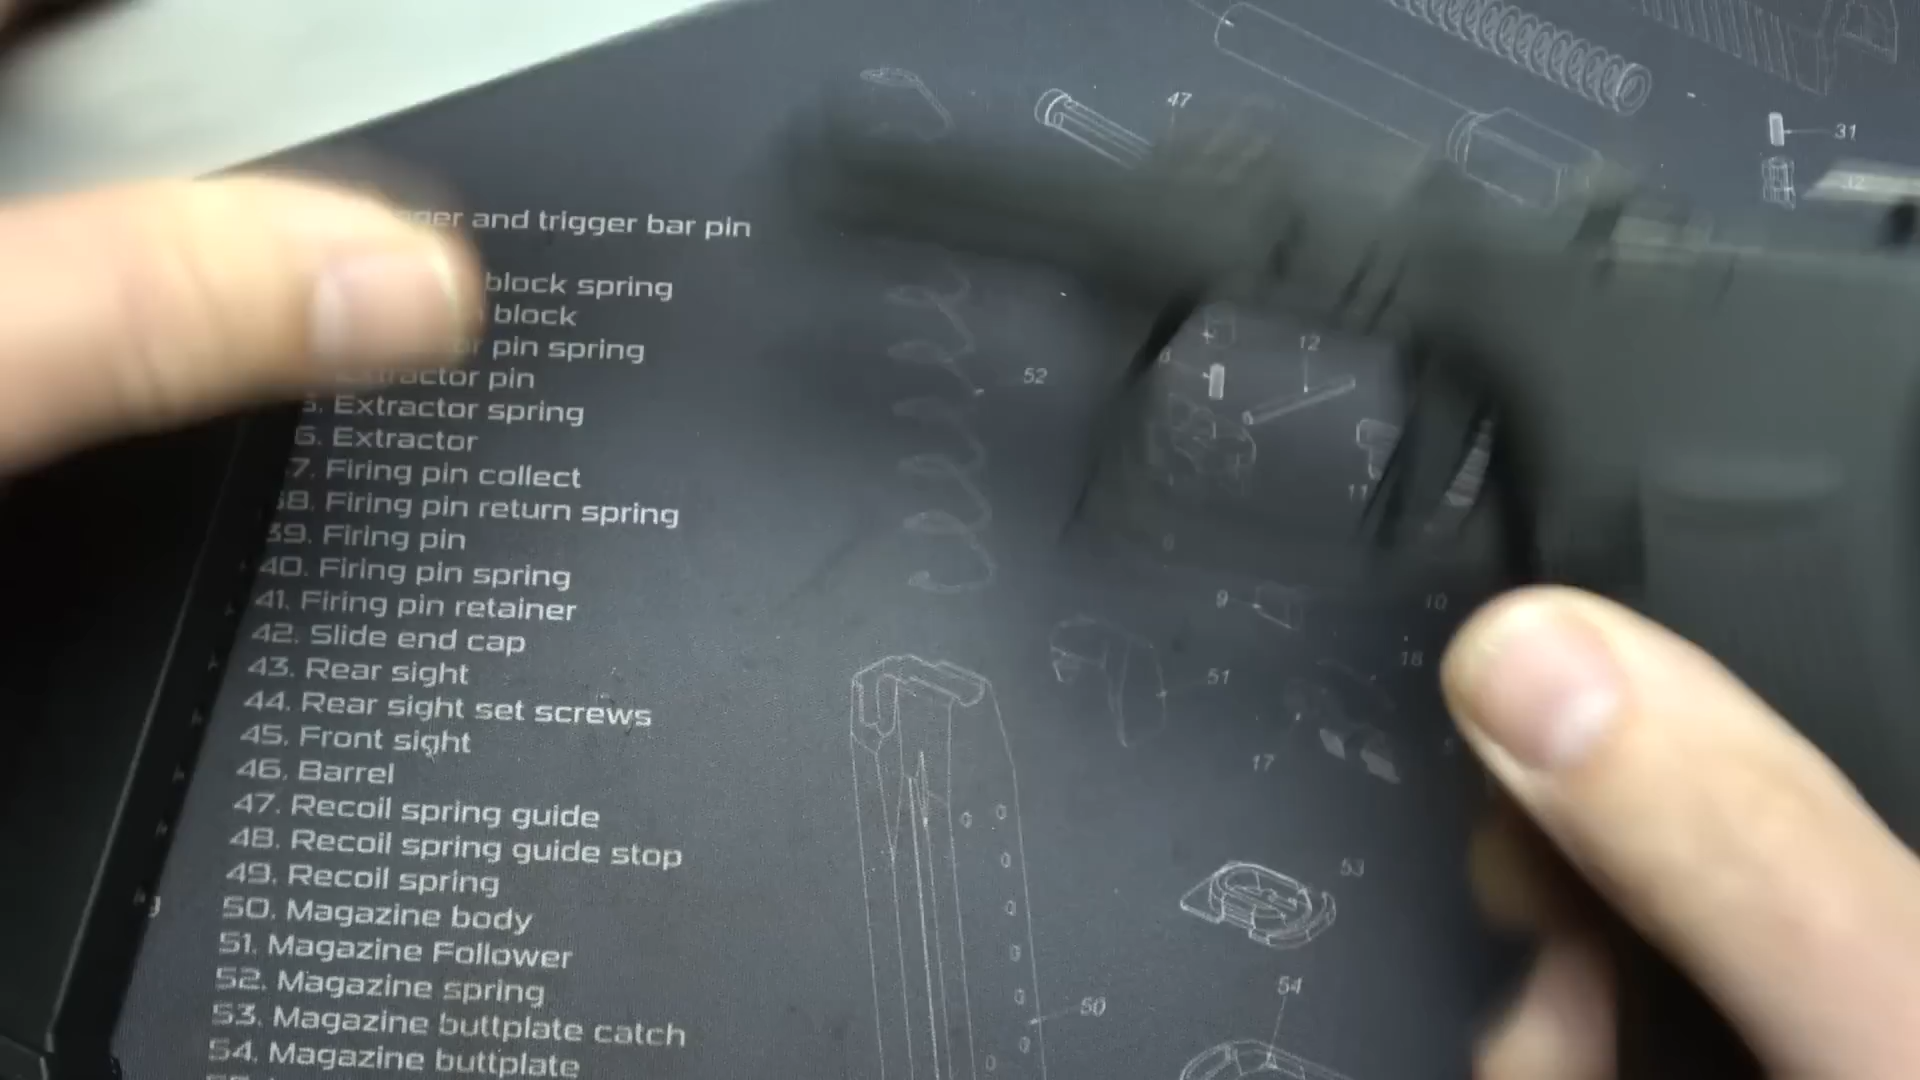 and trigger bar pin
block spring
block
pin spring
Extractor pin
Extractor spring
Extractor
7. Firing pin collect
38. Firing pin return spring
39. Firing pin
40. Firing pin spring
41. Firing pin retainer
42. Slide end cap
43. Rear sight
44. Rear sight set screws
45. Front sight
46. Barrel
47. Recoil spring guide
48. Recoil spring guide stop
49. Recoil spring
50. Magazine body
51. Magazine Follower
52. Magazine spring
53. Magazine buttplate catch
54. Magazine buttplate
47
31
32
12
52
11
9
10
18
51
17
53
54
50